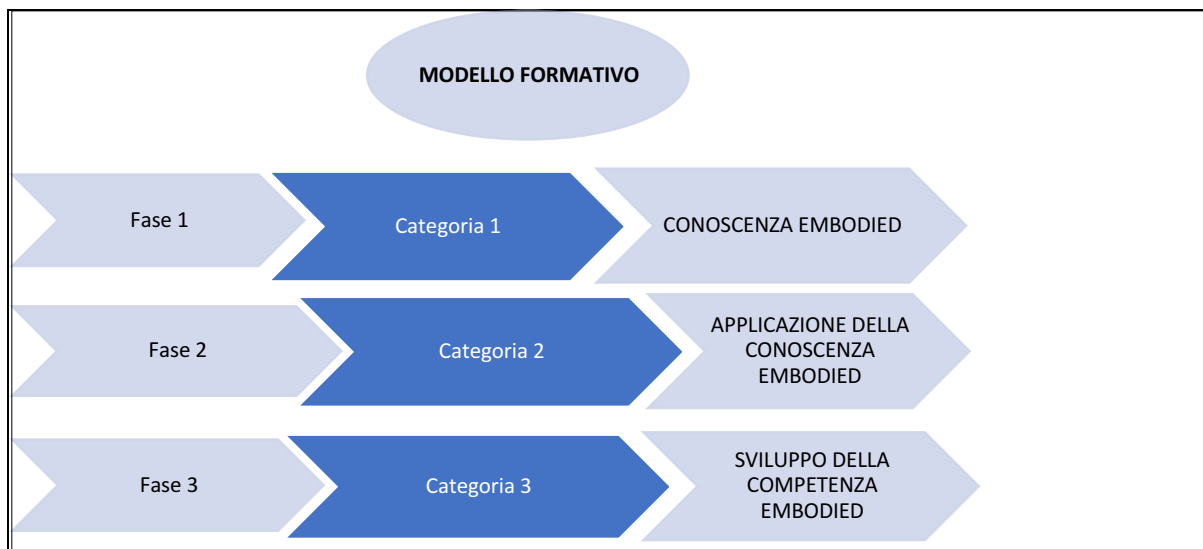 MODELLO FORMATIVO
Fase 1
Categoria 1
CONOSCENZA EMBODIED
Fase 2
Categoria 2
APPLICAZIONE DELLA
CONOSCENZA
EMBODIED
Fase 3
Categoria 3
SVILUPPO DELLA
COMPETENZA
EMBODIED